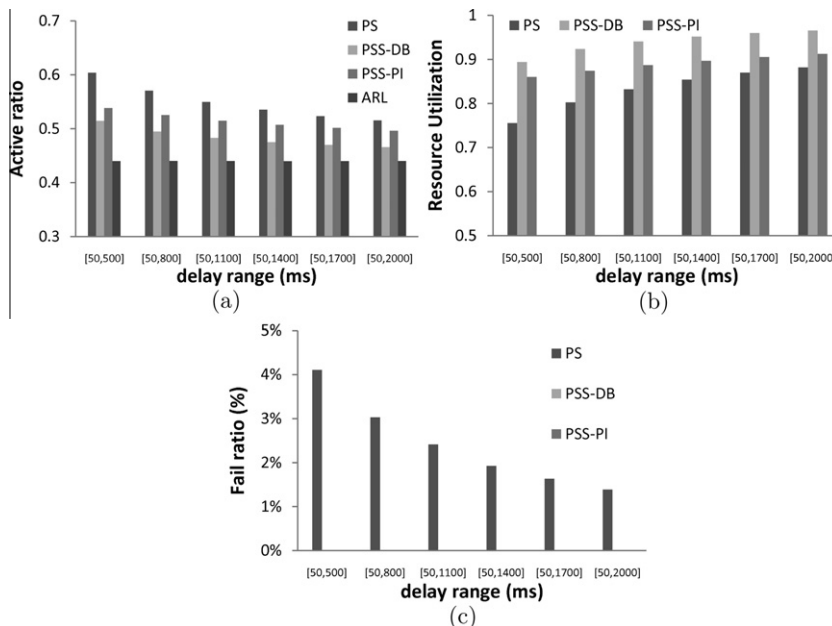 Active ratio
0.7
0.6
0.5
0.4
0.3
PS
PSS-DB
PSS-PI
ARL
[50,500] [50,800] [50,1100] [50,1400] [50,1700] [50,2000]
delay range (ms)
(a)
Resource Utilization
1
0.9
0.8
0.7
0.6
0.5
PS PSS-DB PSS-PI
[50,500] [50,800] [50,1100] [50,1400] [50,1700] [50,2000]
delay range (ms)
(b)
Fail ratio (%)
5%
4%
3%
2%
1%
0%
PS
PSS-DB
PSS-PI
[50,500] [50,800] [50,1100] [50,1400] [50,1700] [50,2000]
delay range (ms)
(c)